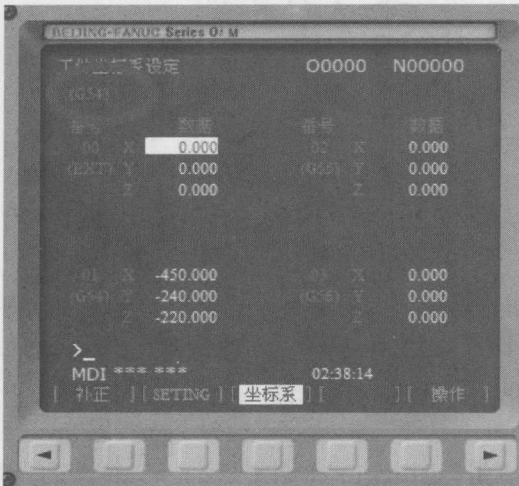 BEIJING-FANUC Series 0i M
工件坐标系设定 O0000 N00000
(G54)
番号 数据 番号 数据
00 X 0.000 02 X 0.000
(EXT) Y 0.000 (G55) Y 0.000
Z 0.000 Z 0.000
01 X -450.000 03 X 0.000
(G54) Y -240.000 (G56) Y 0.000
Z -220.000 Z 0.000
>_
MDI *** *** 02:38:14
[ 补正 ][ SETING ][ 坐标系 ][ ][ 操作 ]